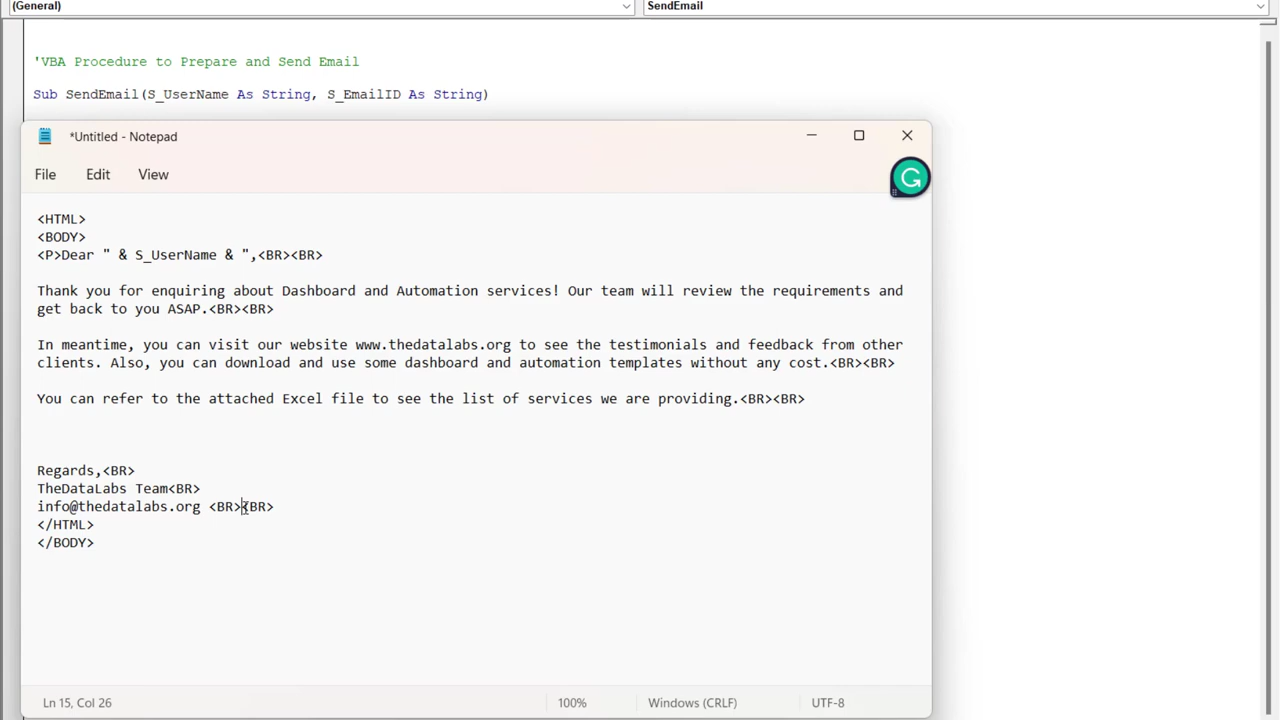 (General)
SendEmail
'VBA Procedure to Prepare and Send Email
Sub SendEmail(S_UserName As String, S_EmailID As String)
*Untitled - Notepad
File
Edit
View
<HTML>
<BODY>
<P>Dear " & S_UserName & ",<BR><BR>
Thank you for enquiring about Dashboard and Automation services! Our team will review the requirements and
get back to you ASAP.<BR><BR>
In meantime, you can visit our website www.thedatalabs.org to see the testimonials and feedback from other
clients. Also, you can download and use some dashboard and automation templates without any cost.<BR><BR>
You can refer to the attached Excel file to see the list of services we are providing.<BR><BR>
Regards,<BR>
TheDataLabs Team<BR>
info@thedatalabs.org <BR><BR>
</HTML>
</BODY>
Ln 15, Col 26
100%
Windows (CRLF)
UTF-8